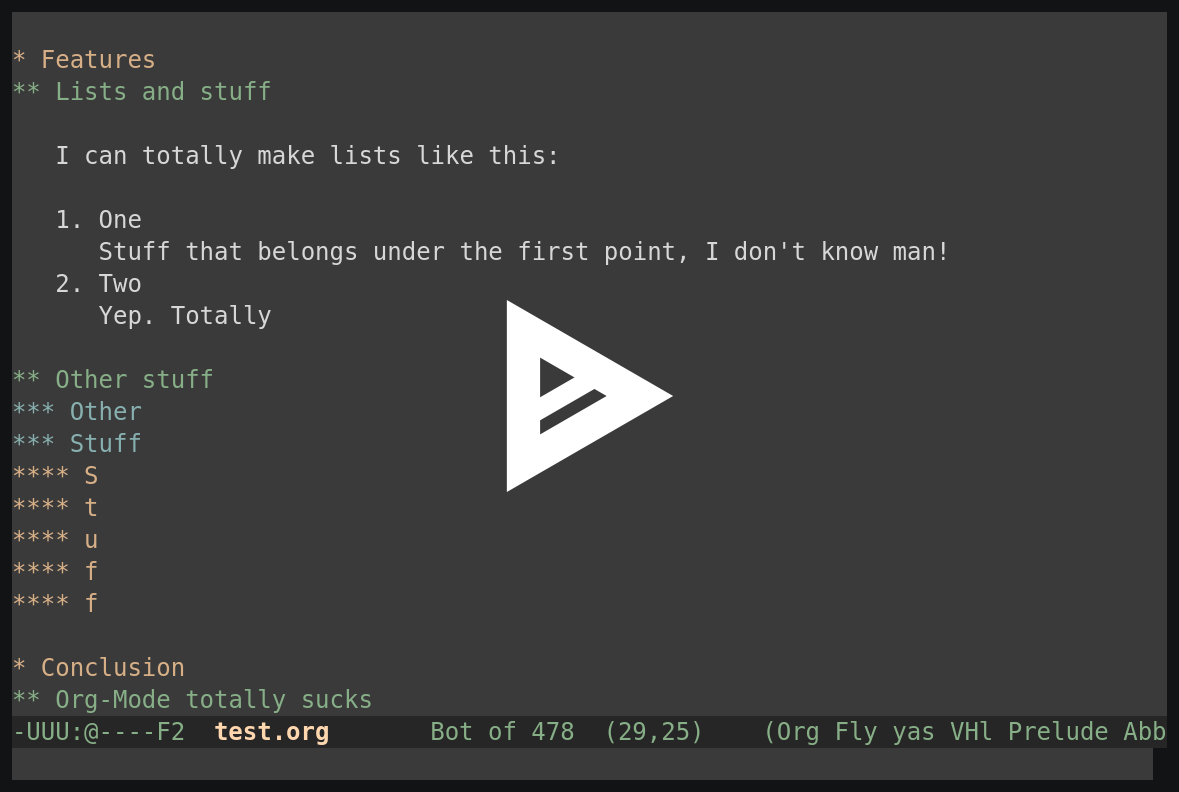 * Features
** Lists and stuff
I can totally make lists like this:
1. One
Stuff that belongs under the first point, I don't know man!
2. Two
Yep. Totally
** Other stuff
*** Other
*** Stuff
**** S
**** t
**** u
**** f
**** f
* Conclusion
** Org-Mode totally sucks
-UUU:@----F2  test.org       Bot of 478  (29,25)    (Org Fly yas VHl Prelude Abb